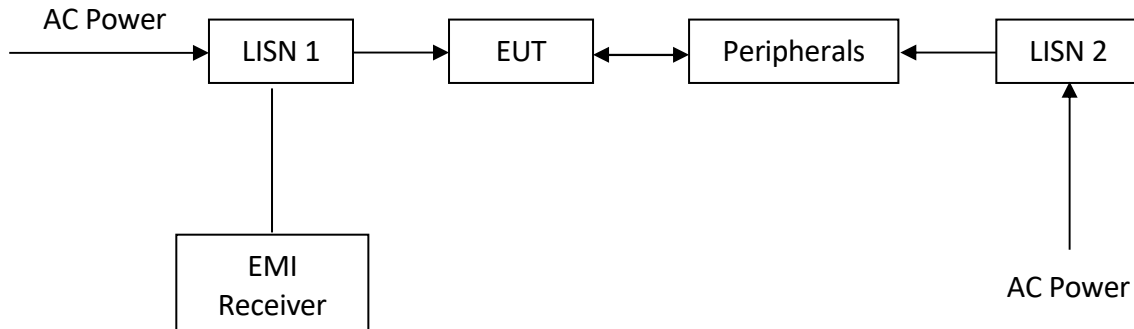 AC Power
LISN 1
EUT
Peripherals
LISN 2
EMI
Receiver
AC Power